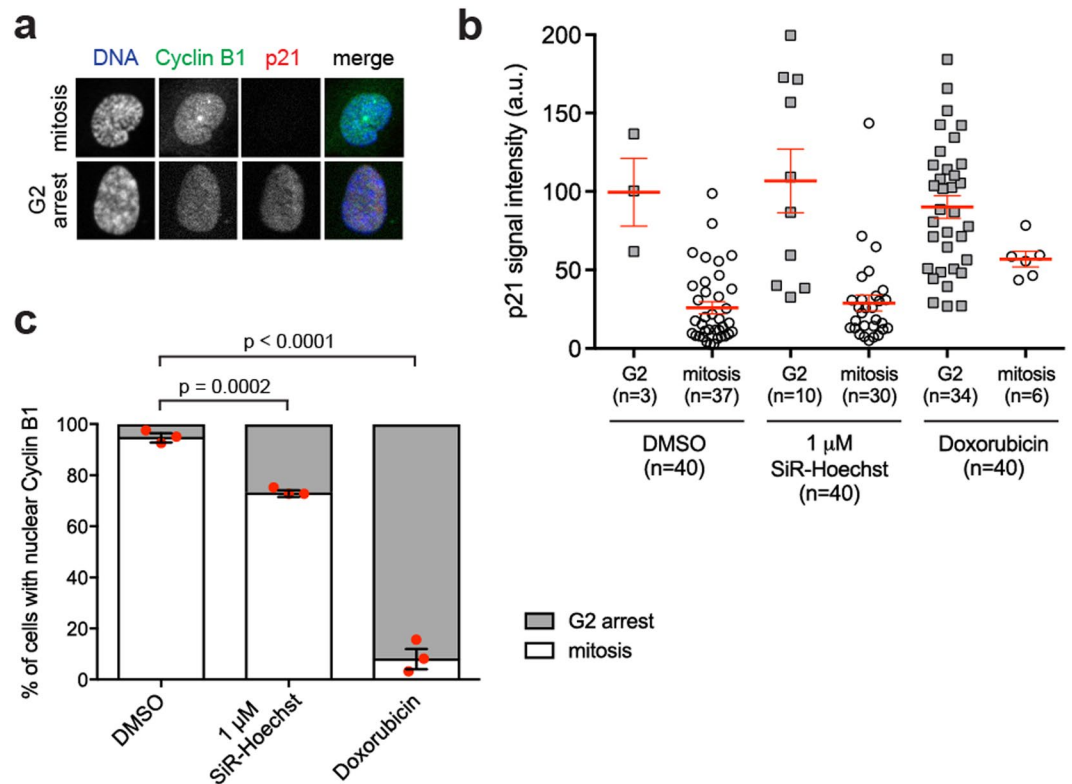 a
DNA Cyclin B1 p21 merge
mitosis
G2
arrest
b
p21 signal intensity (a.u.)
200
150
100
50
0
G2 mitosis G2 mitosis G2 mitosis
(n=3) (n=37) (n=10) (n=30) (n=34) (n=6)
DMSO
(n=40)
1 μM
SiR-Hoechst
(n=40)
Doxorubicin
(n=40)
c
p < 0.0001
p = 0.0002
% of cells with nuclear Cyclin B1
100
80
60
40
20
0
DMSO
1 μM
SiR-Hoechst
Doxorubicin
G2 arrest
mitosis